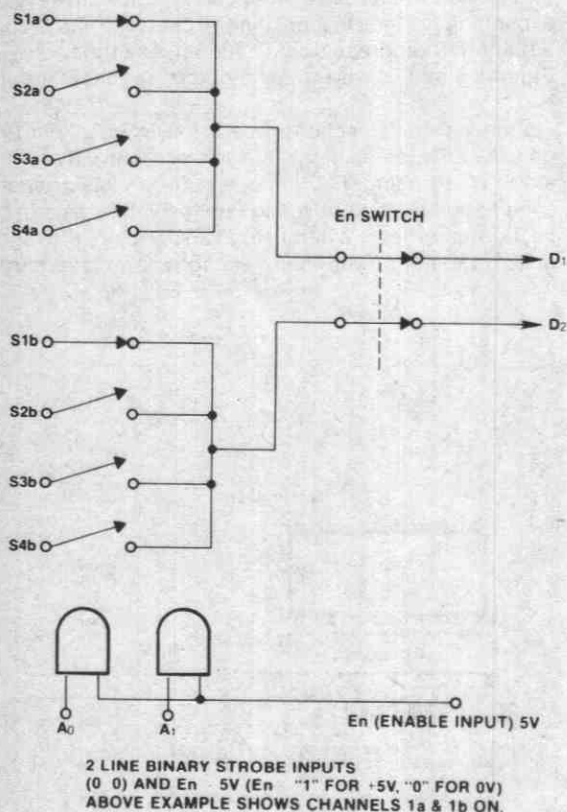 S1a
S2a
S3a
S4a
En SWITCH
D1
D2
S1b
S2b
S3b
S4b
A0
A1
En (ENABLE INPUT) 5V
2 LINE BINARY STROBE INPUTS
(0 0) AND En 5V (En "1" FOR +5V, "0" FOR 0V)
ABOVE EXAMPLE SHOWS CHANNELS 1a & 1b ON.